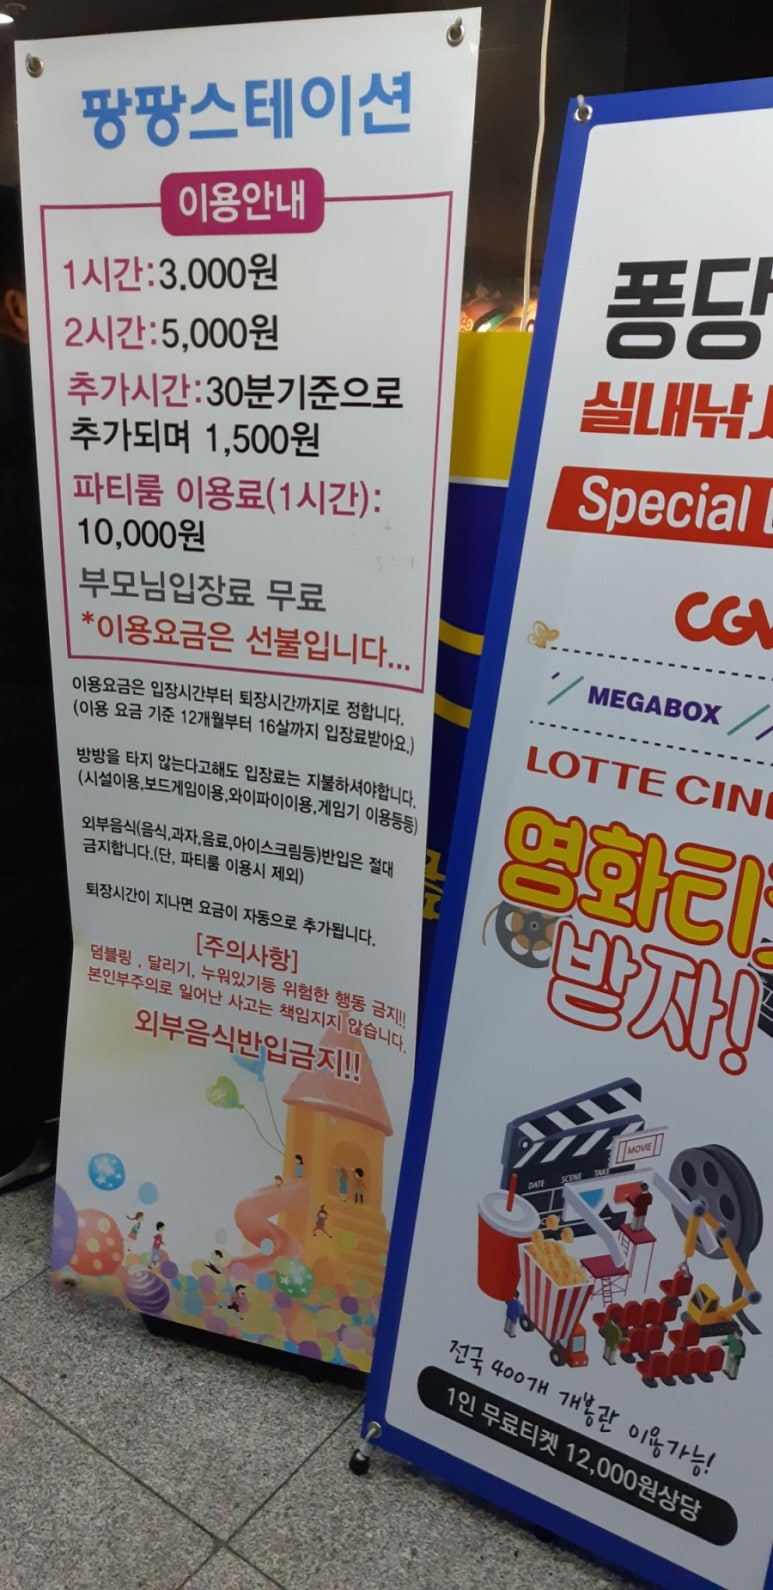 팡팡스테이션
이용안내
1시간:3.000원
2시간:5,000원
추가시간:30분기준으로
추가되며 1,500원
파티룸 이용료(1시간):
10,000원
부모님입장료 무료
*이용요금은 선불입니다...
이용요금은 입장시간부터 퇴장시간까지로 정합니다.
(이용 요금 기준 12개월부터 16살까지 입장료받아요.)
방방을 타지 않는다고해도 입장료는 지불하셔야합니다.
(시설이용,보드게임이용,와이파이이용,게임기 이용등등)
외부음식(음식,과자,음료,아이스크림등)반입은 절대
금지합니다.(단, 파티룸 이용시 제외)
퇴장시간이 지나면 요금이 자동으로 추가됩니다.
[주의사항]
덤블링 , 달리기, 누워있기등 위험한 행동 금지!!
본인부주의로 일어난 사고는 책임지지 않습니다.
외부음식반입금지!!
퐁당
실내낚시
Special
CGV
MEGABOX
LOTTE CIN
영화티
받자!
MOVIE
DATE SCENE TAKE
전국 400개 개봉관 이용가능!
1인 무료티켓 12,000원상당